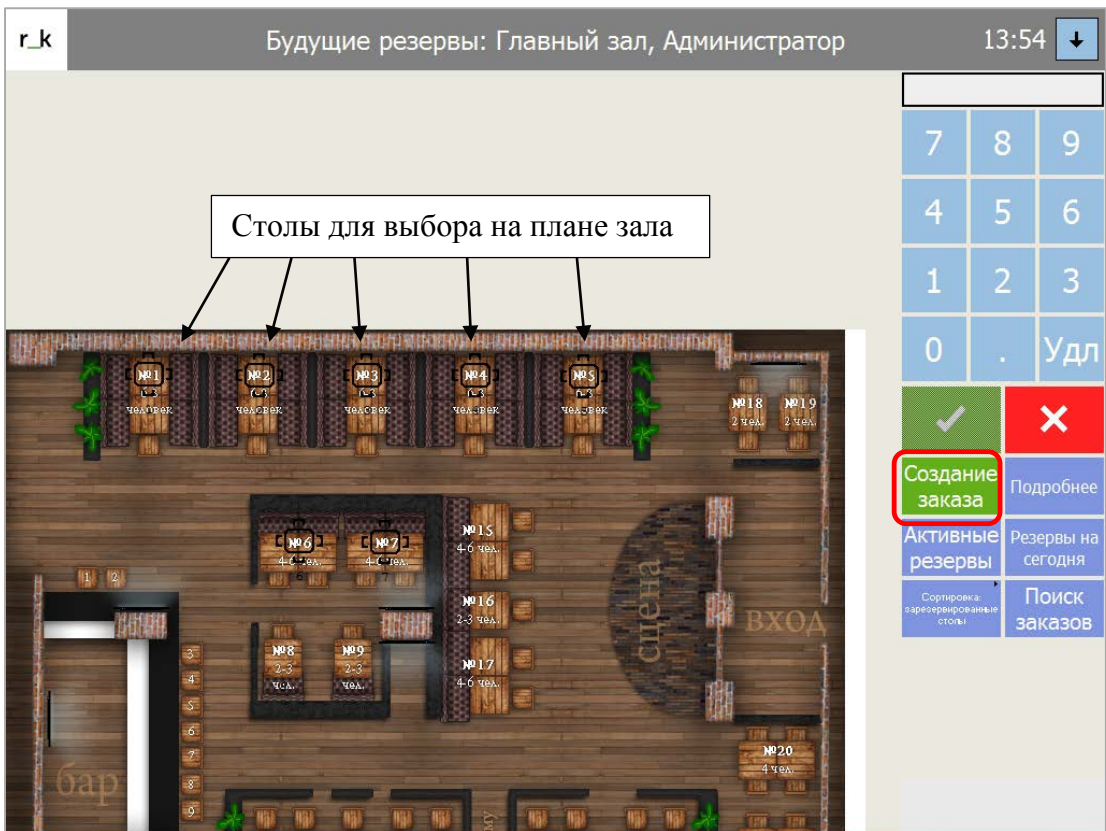 r_k
Будущие резервы: Главный зал, Администратор
13:54
7 8 9
4 5 6
1 2 3
0 . Удл
Создание
заказа
Подробнее
Активные
резервы
Резервы на
сегодня
Сортировка:
зарезервированные
столы
Поиск
заказов
Столы для выбора на плане зала
№1
человек
№2
человек
№3
человек
№4
человек
№5
человек
№18
2 чел.
№19
2 чел.
№6
№7
6
7
№15
4-6 чел.
№16
2-3 чел.
№17
4-6 чел.
№8
2-3
чел.
№9
2-3
чел.
1 2
3
4
5
6
7
8
9
сцена
вход
бар
№20
4 чел.